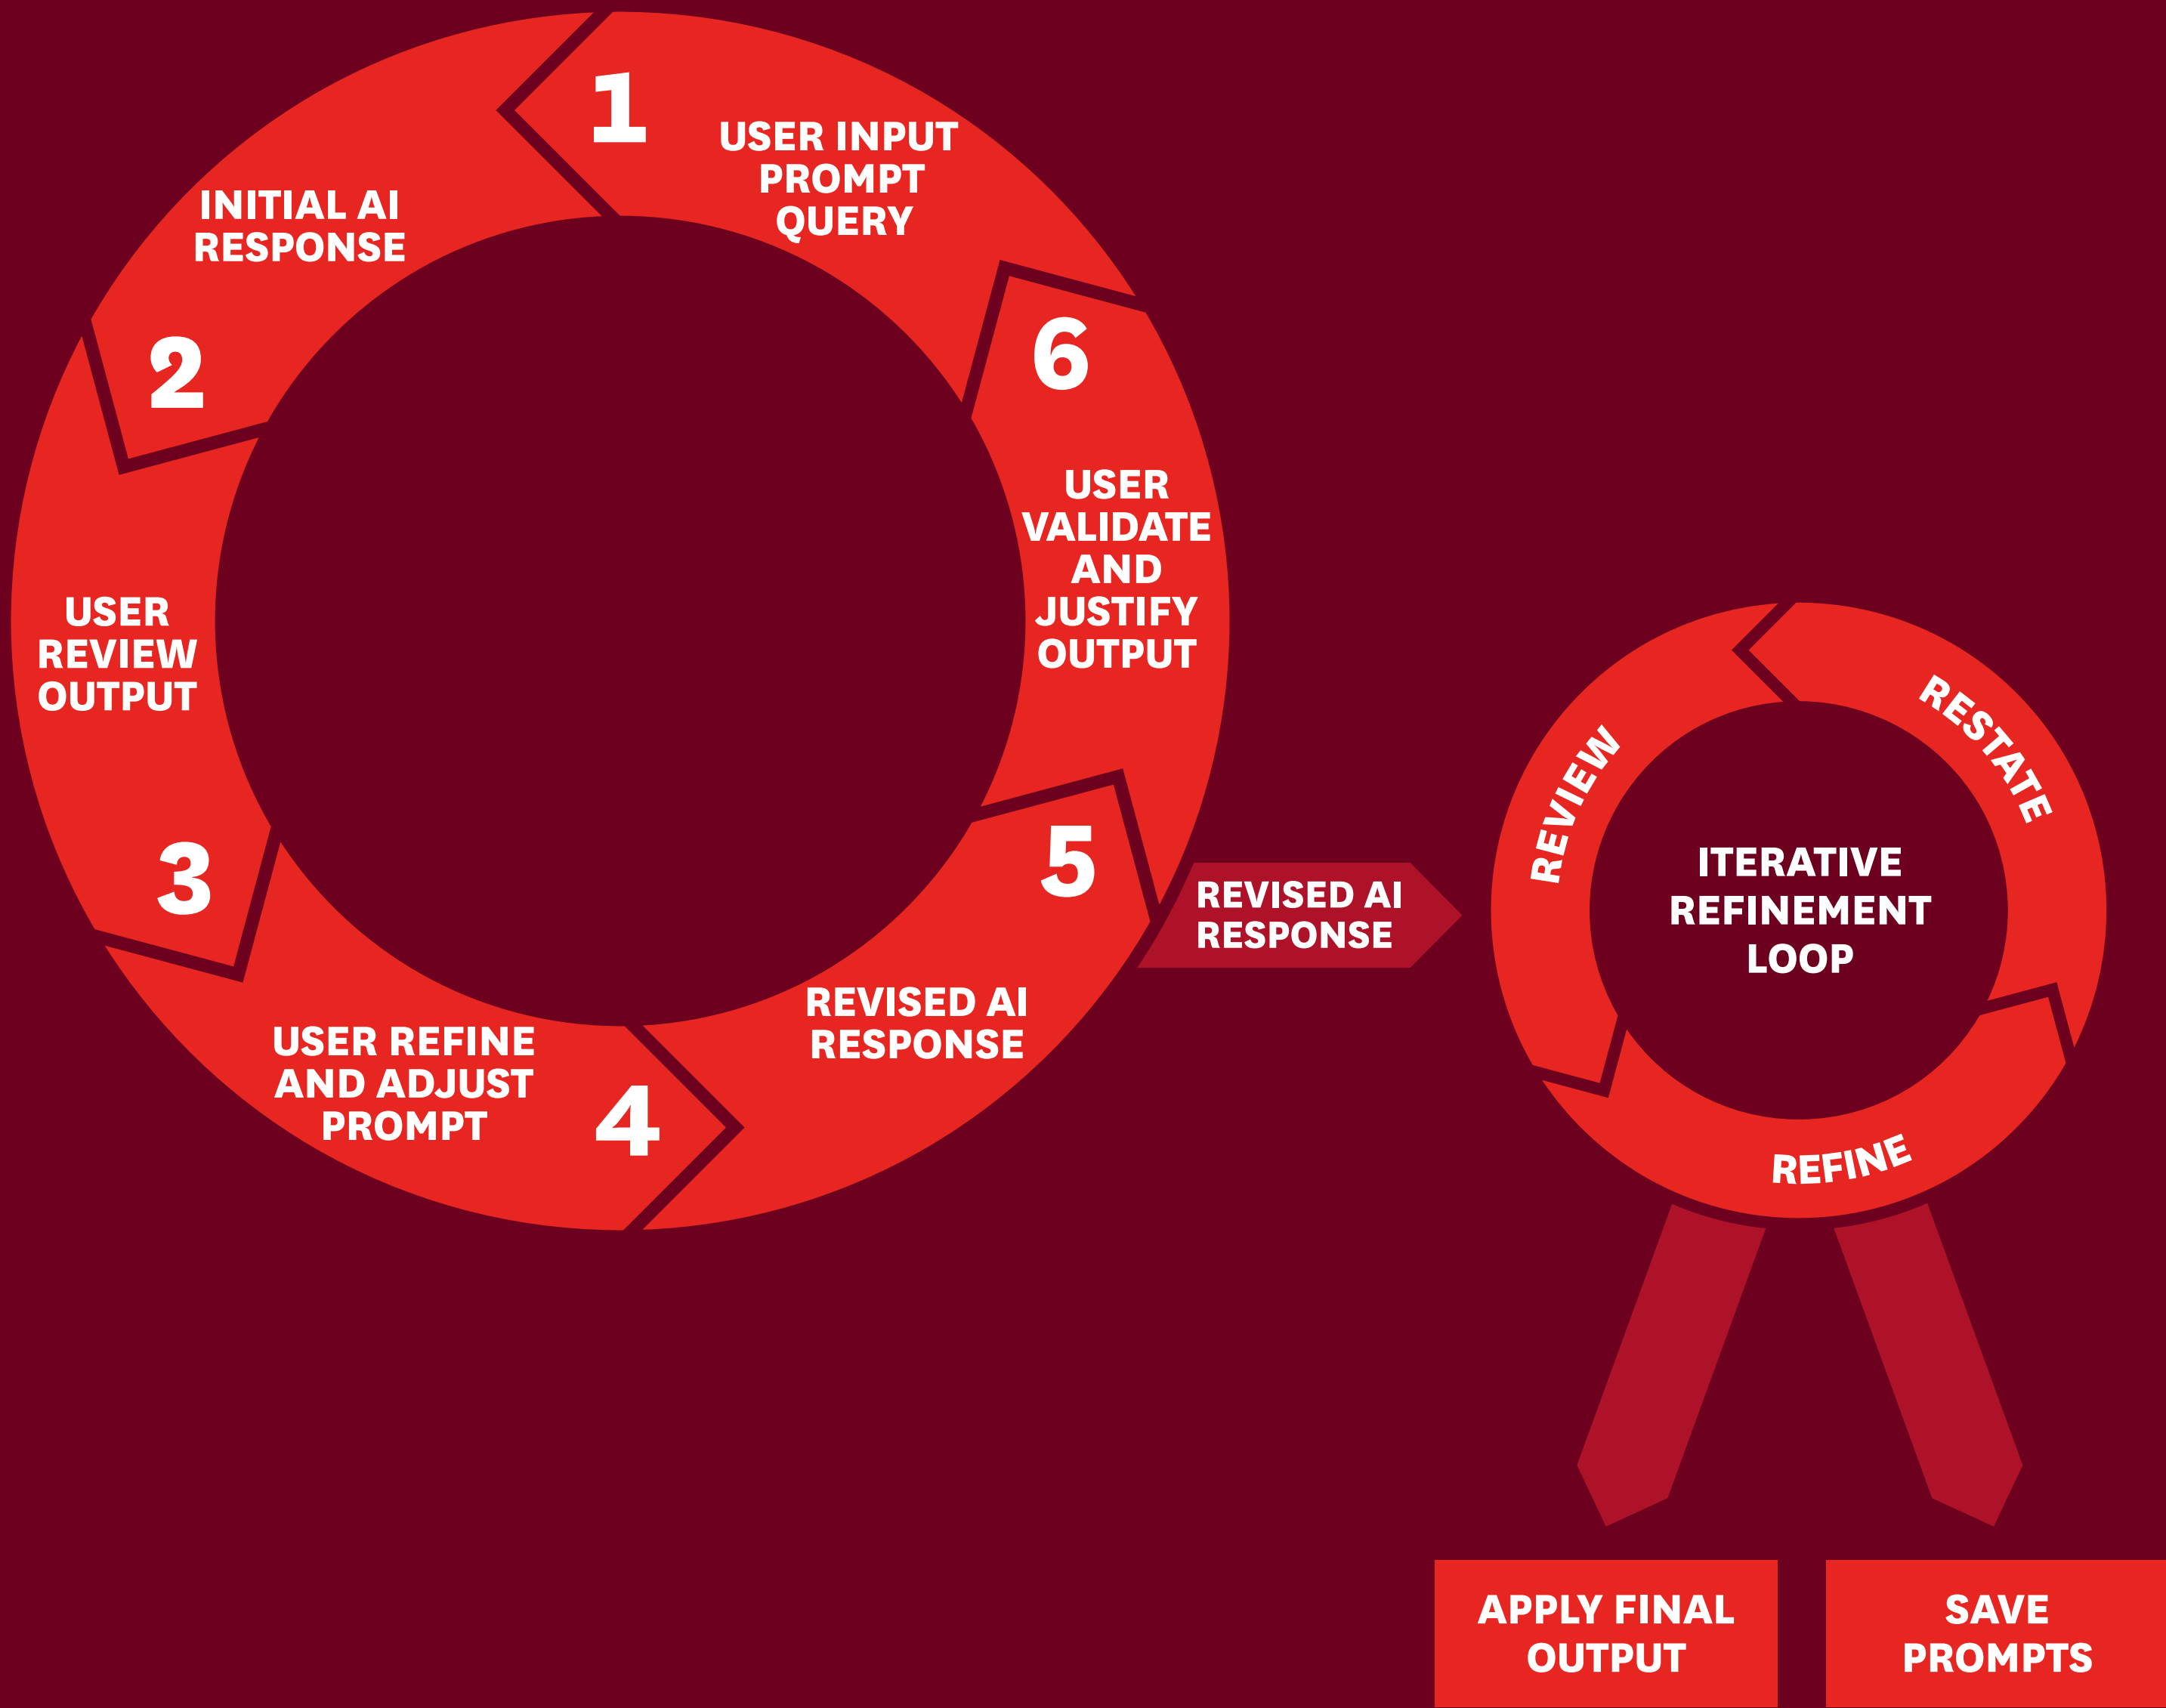 1
USER INPUT
PROMPT
QUERY
INITIAL AI
RESPONSE
2
USER
REVIEW
OUTPUT
3
USER REFINE
AND ADJUST
PROMPT
4
REVISED AI
RESPONSE
5
USER
VALIDATE
AND
JUSTIFY
OUTPUT
6
REVISED AI
RESPONSE
ITERATIVE
REFINEMENT
LOOP
REVIEW
REFINE
RESTATE
APPLY FINAL
OUTPUT
SAVE
PROMPTS